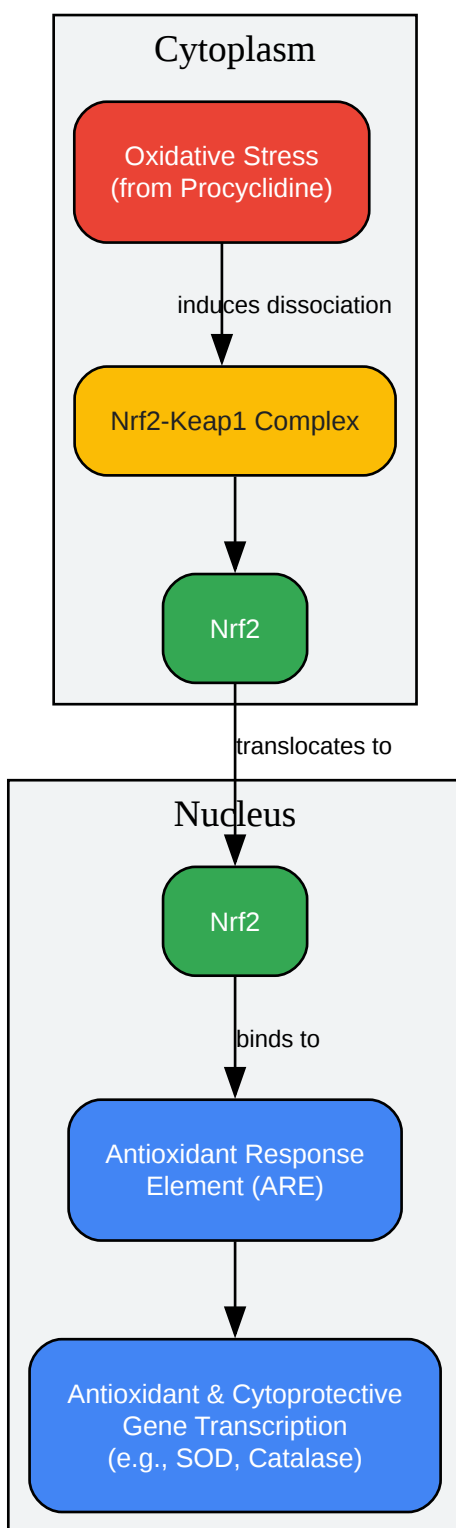 Cytoplasm
Oxidative Stress
(from Procyclidine)
induces dissociation
Nrf2-Keap1 Complex
Nrf2
translocates to
Nucleus
Nrf2
binds to
Antioxidant Response
Element (ARE)
Antioxidant & Cytoprotective
Gene Transcription
(e.g., SOD, Catalase)